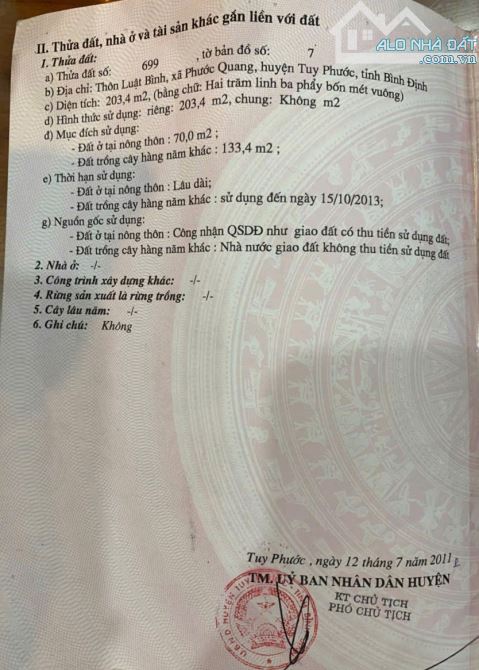 ALO NHÀ ĐẤT
II. Thửa đất, nhà ở và tài sản khác gắn liền với đất
1. Thửa đất:
a) Thửa đất số: 699 , tờ bản đồ số: 7
b) Địa chỉ: Thôn Luật Bình, xã Phước Quang, huyện Tuy Phước, tỉnh Bình Định
c) Diện tích: 203,4 m2, (bằng chữ: Hai trăm linh ba phẩy bốn mét vuông)
d) Hình thức sử dụng: riêng: 203,4 m2, chung: Không m2
đ) Mục đích sử dụng:
- Đất ở tại nông thôn : 70,0 m2 ;
- Đất trồng cây hàng năm khác : 133,4 m2 ;
e) Thời hạn sử dụng:
- Đất ở tại nông thôn : Lâu dài;
- Đất trồng cây hàng năm khác : sử dụng đến ngày 15/10/2013;
g) Nguồn gốc sử dụng:
- Đất ở tại nông thôn : Công nhận QSDĐ như giao đất có thu tiền sử dụng đất;
- Đất trồng cây hàng năm khác : Nhà nước giao đất không thu tiền sử dụng đất
2. Nhà ở: -/-
3. Công trình xây dựng khác: -/-
4. Rừng sản xuất là rừng trồng: -/-
5. Cây lâu năm: -/-
6. Ghi chú: Không
Tuy Phước , ngày 12 tháng 7 năm 2011
TM. UỶ BAN NHÂN DÂN HUYỆN
KT CHỦ TỊCH
PHÓ CHỦ TỊCH